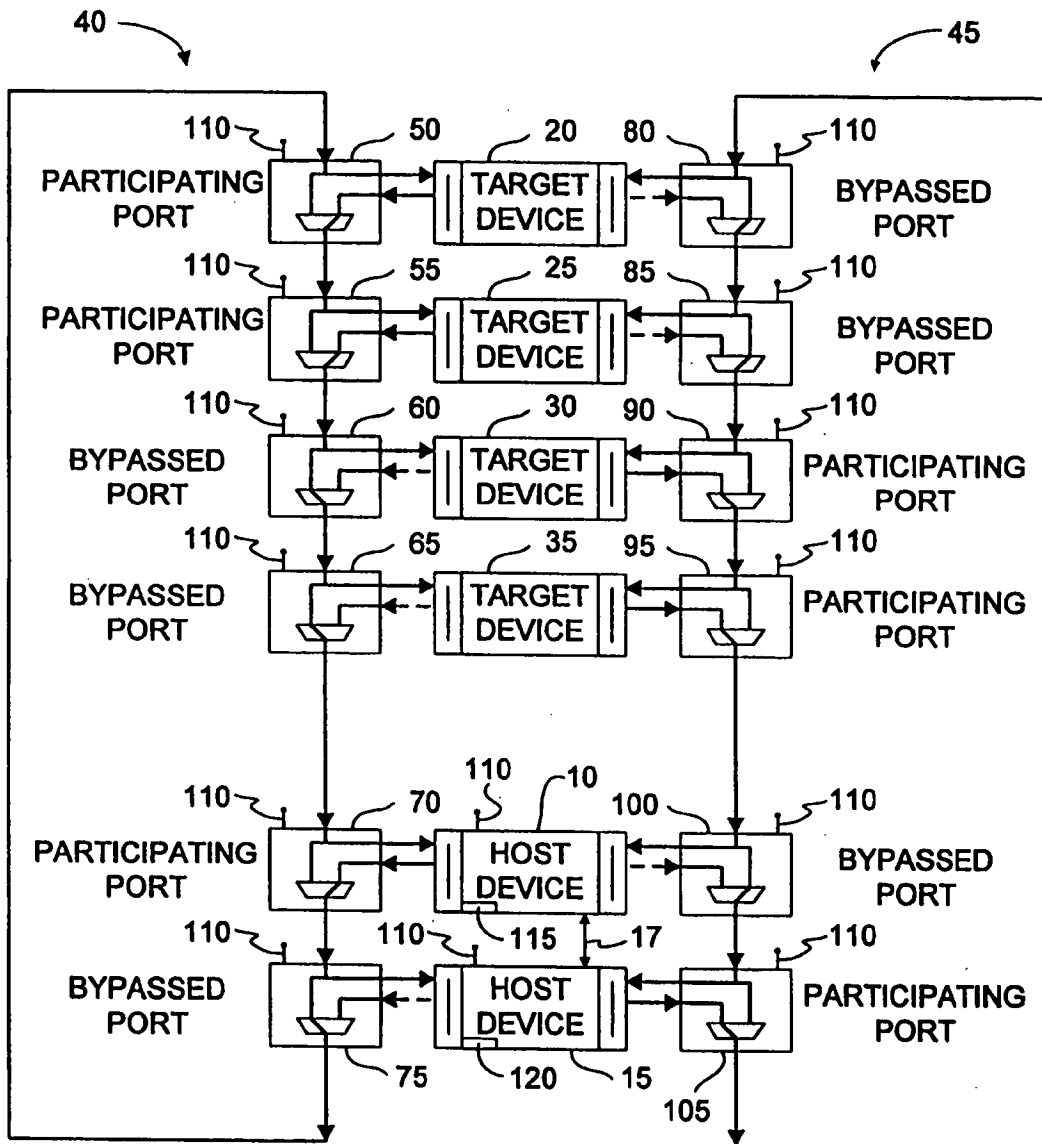 40
45
110
50
20
80
110
PARTICIPATING
PORT
TARGET
DEVICE
BYPASSED
PORT
110
55
25
85
110
PARTICIPATING
PORT
TARGET
DEVICE
BYPASSED
PORT
110
60
30
90
110
BYPASSED
PORT
TARGET
DEVICE
PARTICIPATING
PORT
110
65
35
95
110
BYPASSED
PORT
TARGET
DEVICE
PARTICIPATING
PORT
110
70
110
10
100
110
PARTICIPATING
PORT
HOST
DEVICE
BYPASSED
PORT
115
17
110
110
110
BYPASSED
PORT
HOST
DEVICE
PARTICIPATING
PORT
75
120
15
105